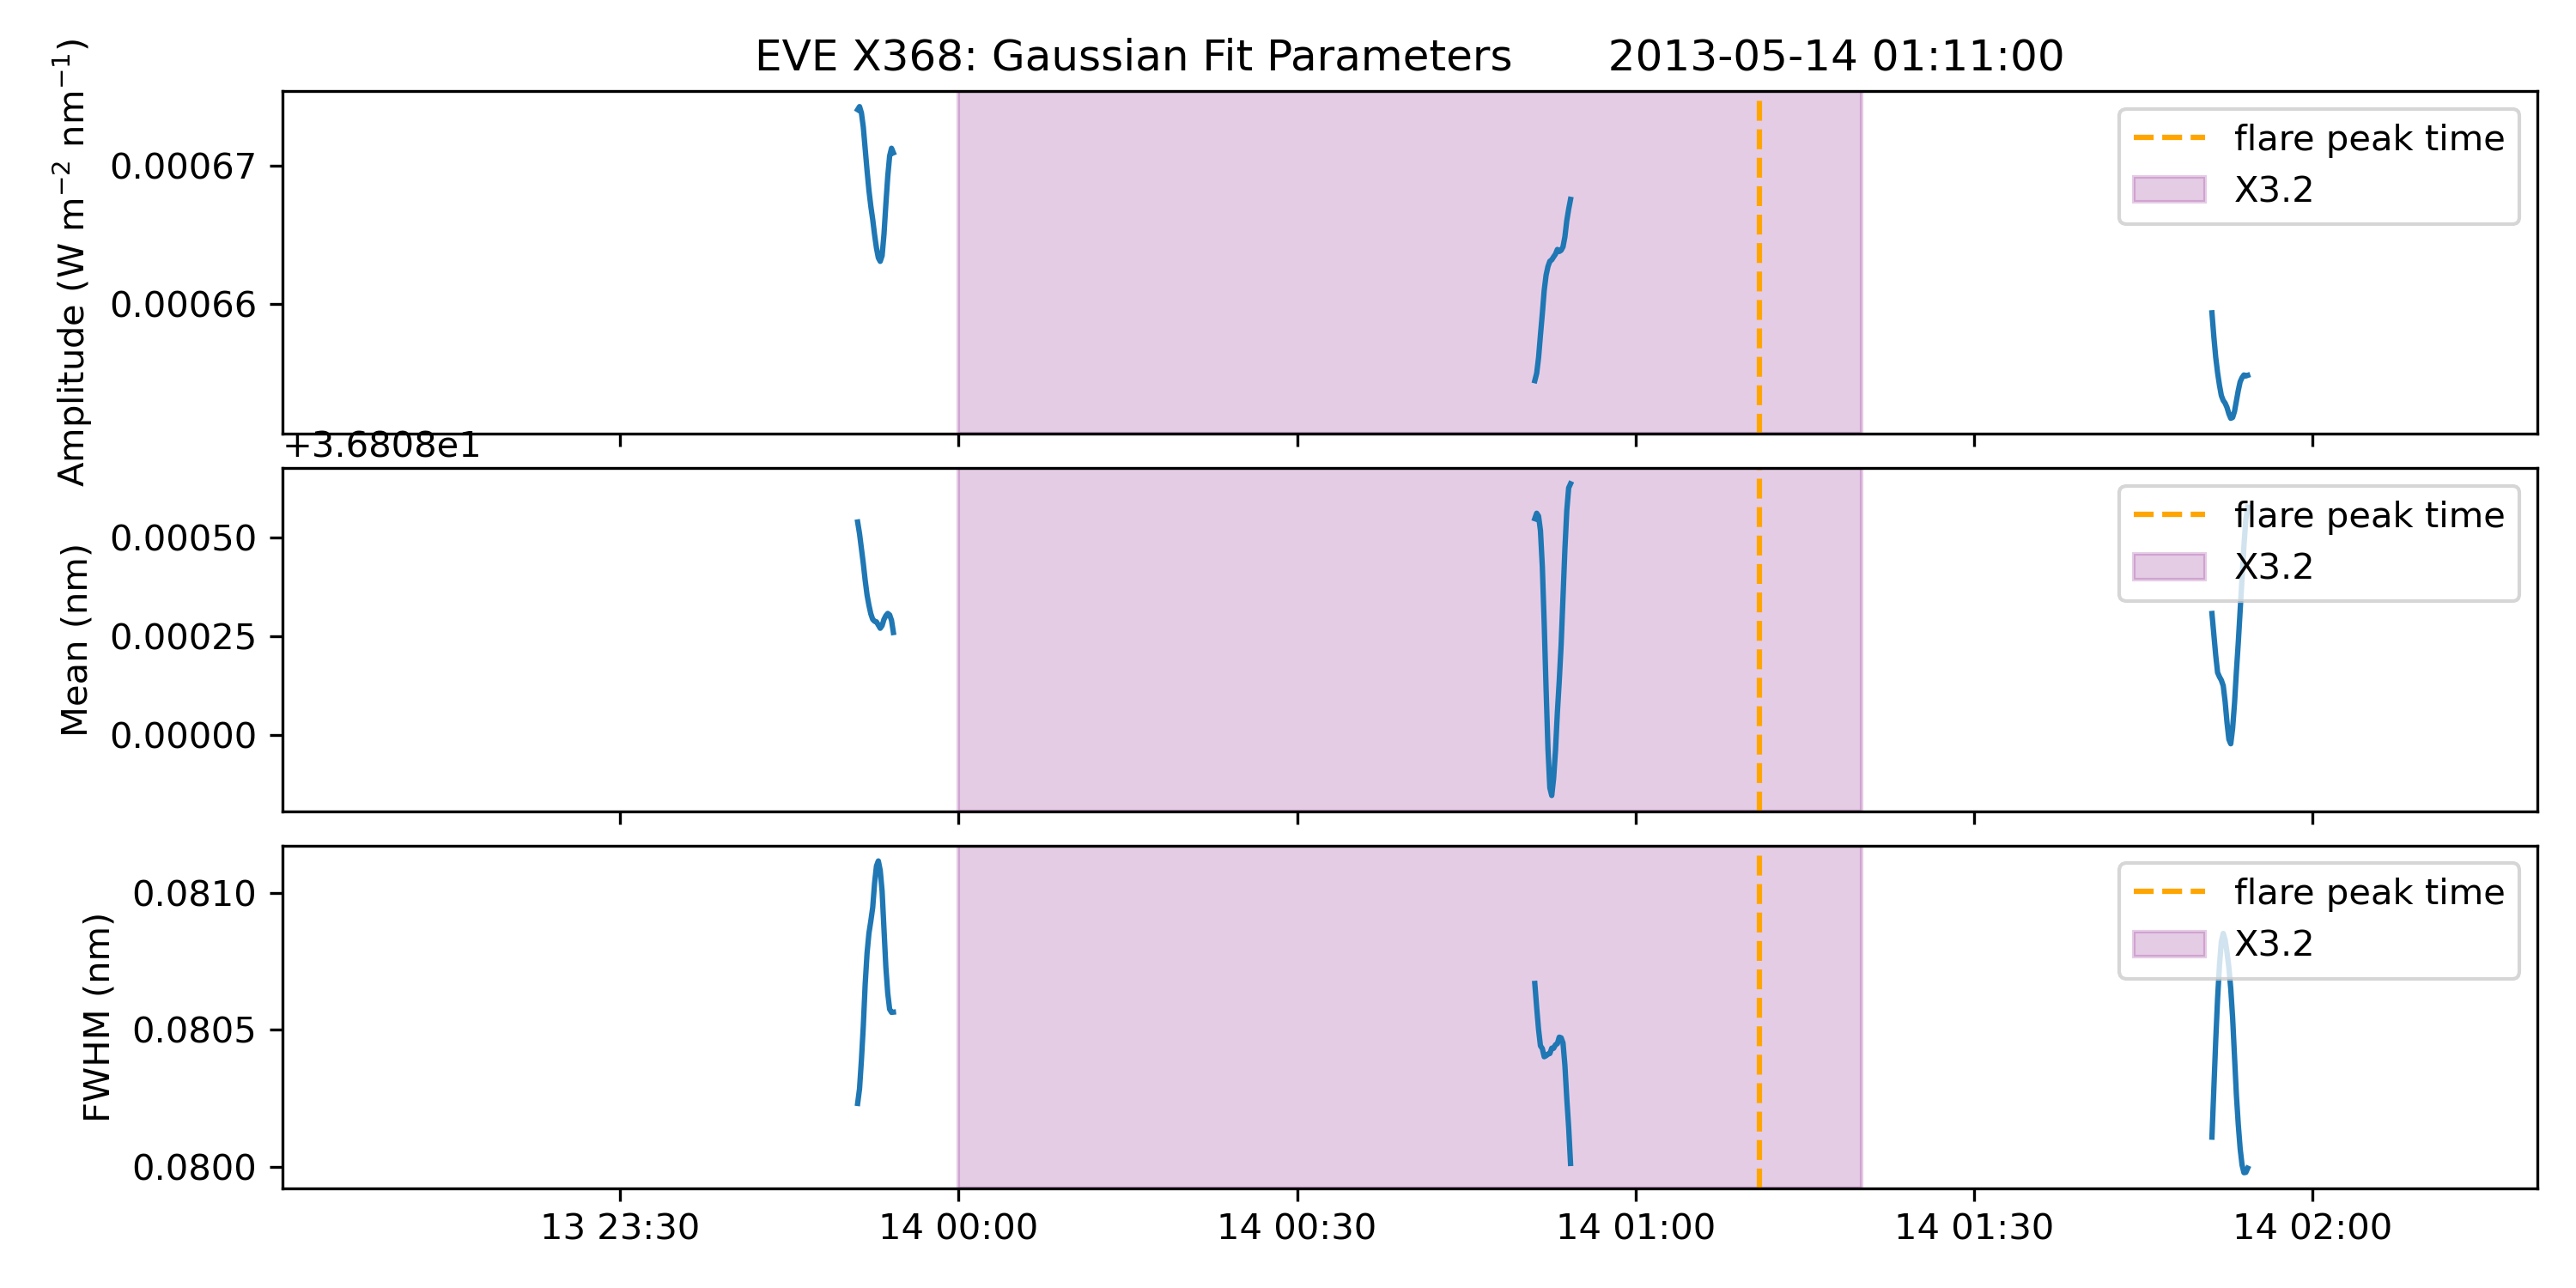 EVE X368: Gaussian Fit Parameters 2013-05-14 01:11:00
Amplitude (W m⁻² nm⁻¹)
0.00067
0.00066
flare peak time
X3.2
+3.6808e1
Mean (nm)
0.00050
0.00025
0.00000
flare peak time
X3.2
FWHM (nm)
0.0810
0.0805
0.0800
flare peak time
X3.2
13 23:30 14 00:00 14 00:30 14 01:00 14 01:30 14 02:00